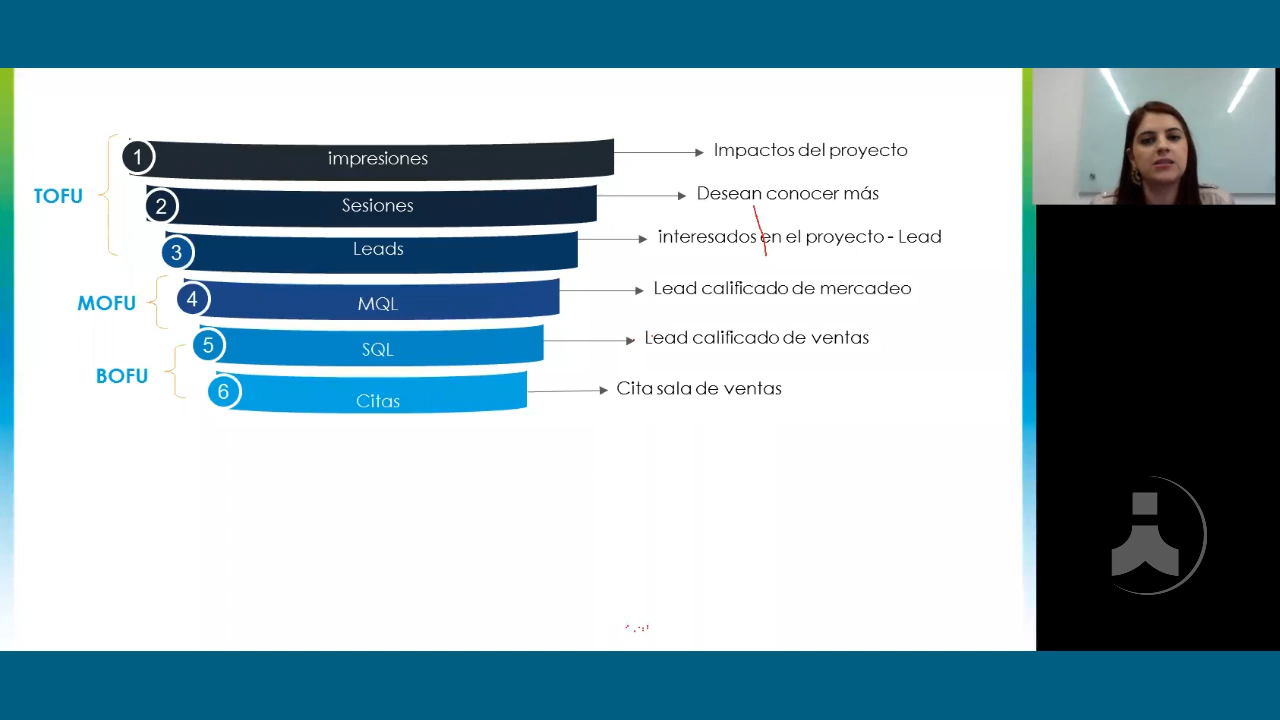 TOFU
1 impresiones Impactos del proyecto
2 Sesiones Desean conocer más
3 Leads interesados en el proyecto - Lead
MOFU
4 MQL Lead calificado de mercadeo
BOFU
5 SQL Lead calificado de ventas
6 Citas Cita sala de ventas